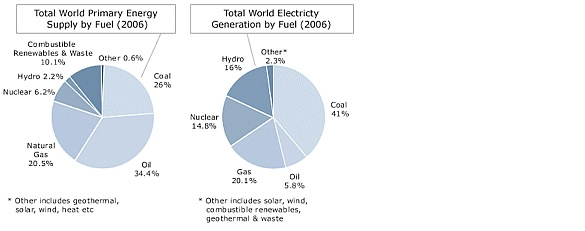 Total World Primary Energy
Supply by Fuel (2006)
Combustible
Renewables & Waste
10.1%
Other 0.6%
Coal
26%
Hydro 2.2%
Nuclear 6.2%
Natural
Gas
20.5%
Oil
34.4%
* Other includes geothermal,
solar, wind, heat etc
Total World Electricty
Generation by Fuel (2006)
Other*
2.3%
Hydro
16%
Coal
41%
Nuclear
14.8%
Gas
20.1%
Oil
5.8%
* Other includes solar, wind,
combustible renewables,
geothermal & waste